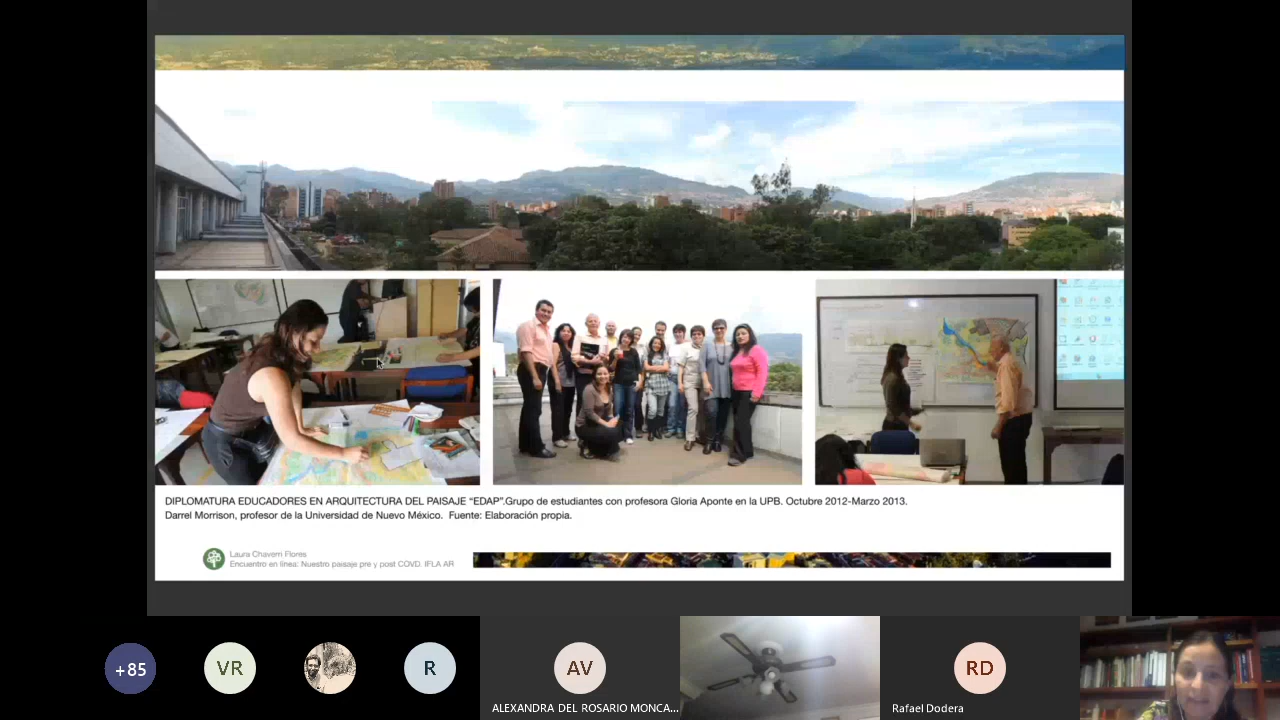 DIPLOMATURA EDUCADORES EN ARQUITECTURA DEL PAISAJE “EDAP”.Grupo de estudiantes con profesora Gloria Aponte en la UPB. Octubre 2012-Marzo 2013.
Darrel Morrison, profesor de la Universidad de Nuevo México.  Fuente: Elaboración propia.
Laura Chavem Flores
Encuentro en línea: Nuestro paisaje pre y post COVD. IFLA AR
+85
VR
R
AV
RD
ALEXANDRA DEL ROSARIO MONCA...
Rafael Dodera